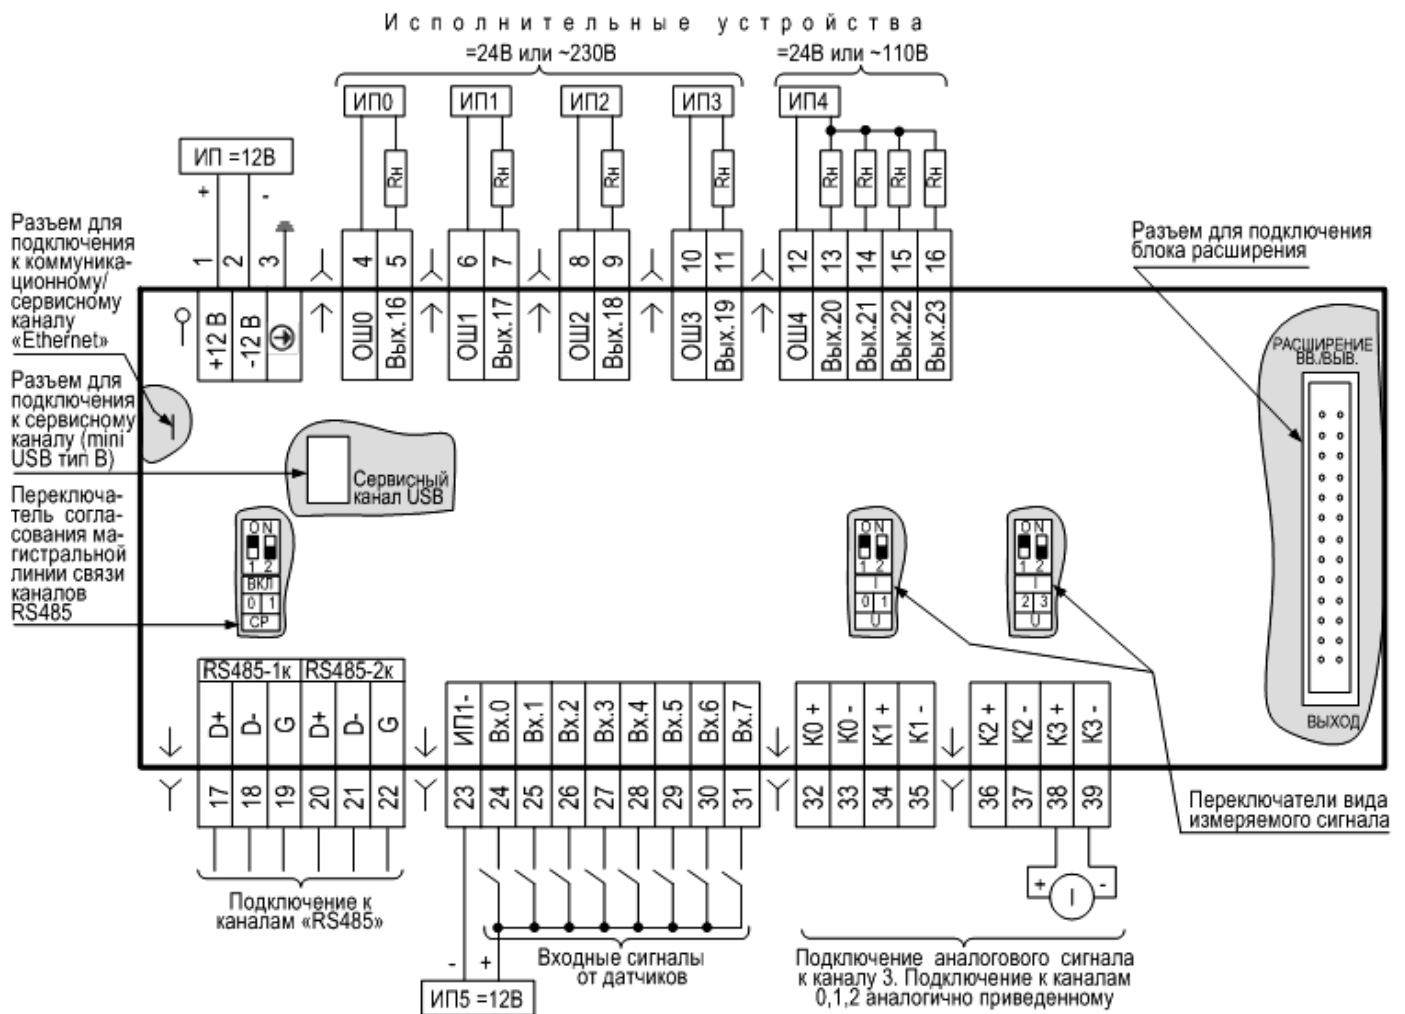 Исполнительные устройства
=24В или ~230В
=24В или ~110В
ИП0
ИП1
ИП2
ИП3
ИП4
ИП =12В
Rн
Rн
Rн
Rн
Rн
Rн
Rн
Rн
+
-
1
2
3
4
5
6
7
8
9
10
11
12
13
14
15
16
+12 В
-12 В
ОШ0
Вых.16
ОШ1
Вых.17
ОШ2
Вых.18
ОШ3
Вых.19
ОШ4
Вых.20
Вых.21
Вых.22
Вых.23
Разъем для
подключения
к коммуника-
ционному/
сервисному
каналу
«Ethernet»
Разъем для
подключения
к сервисному
каналу (mini
USB тип В)
Переключа-
тель согла-
сования ма-
гистральной
линии связи
каналов
RS485
Сервисный
канал USB
ON
1 2
ВКЛ
0 1
СР
ON
1 2
I
0 1
U
ON
1 2
I
2 3
U
Разъем для подключения
блока расширения
РАСШИРЕНИЕ
ВВ./ВЫВ.
ВЫХОД
RS485-1к
RS485-2к
D+
D-
G
D+
D-
G
ИП1-
Вх.0
Вх.1
Вх.2
Вх.3
Вх.4
Вх.5
Вх.6
Вх.7
К0 +
К0 -
К1 +
К1 -
К2 +
К2 -
К3 +
К3 -
17
18
19
20
21
22
23
24
25
26
27
28
29
30
31
32
33
34
35
36
37
38
39
Переключатели вида
измеряемого сигнала
Подключение к
каналам «RS485»
-
+
ИП5 =12В
Входные сигналы
от датчиков
+
I
-
Подключение аналогового сигнала
к каналу 3. Подключение к каналам
0,1,2 аналогично приведенному